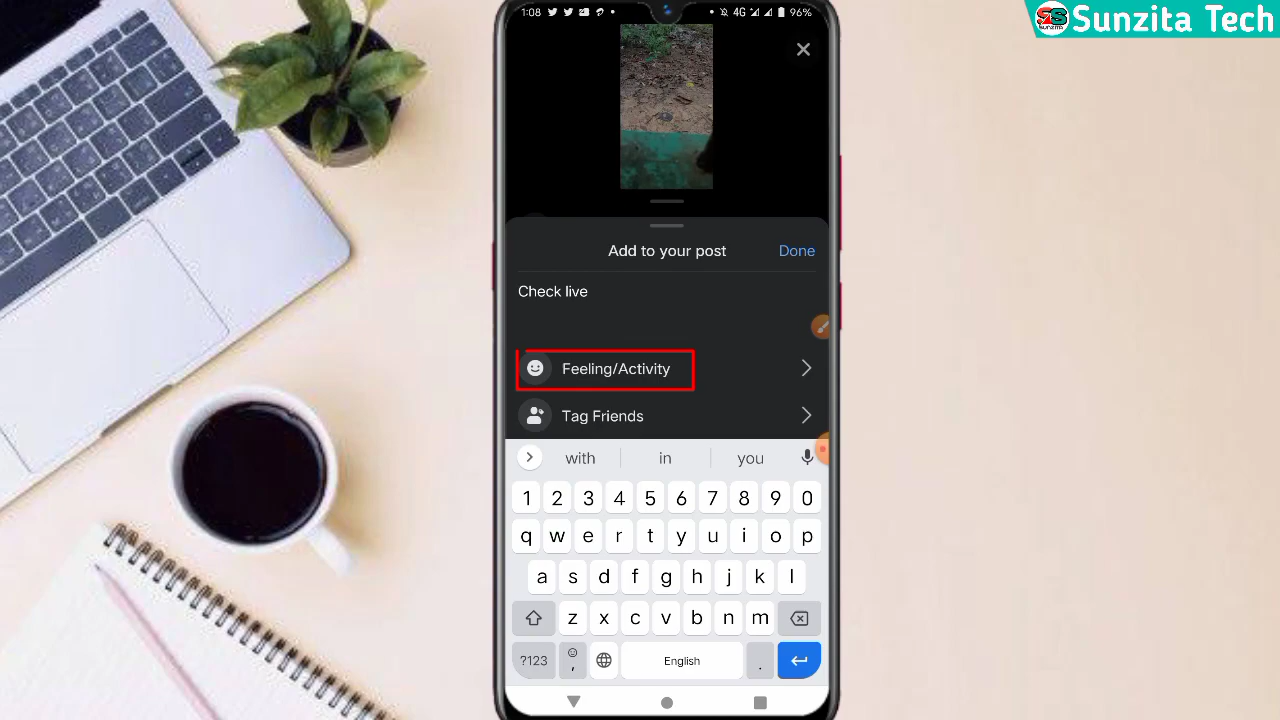 Sunzita Tech
1:08 4G 96%
Add to your post Done
Check live
Feeling/Activity
Tag Friends
with in you
1 2 3 4 5 6 7 8 9 0
q w e r t y u i o p
a s d f g h j k l
z x c v b n m
?123 , English .